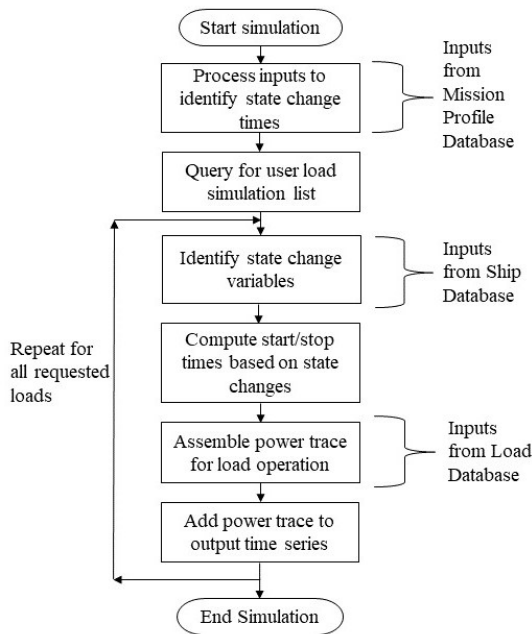 Start simulation
Process inputs to
identify state change
times
Inputs
from
Mission
Profile
Database
Query for user load
simulation list
Identify state change
variables
Inputs
from Ship
Database
Compute start/stop
times based on state
changes
Repeat for
all requested
loads
Assemble power trace
for load operation
Inputs
from Load
Database
Add power trace to
output time series
End Simulation